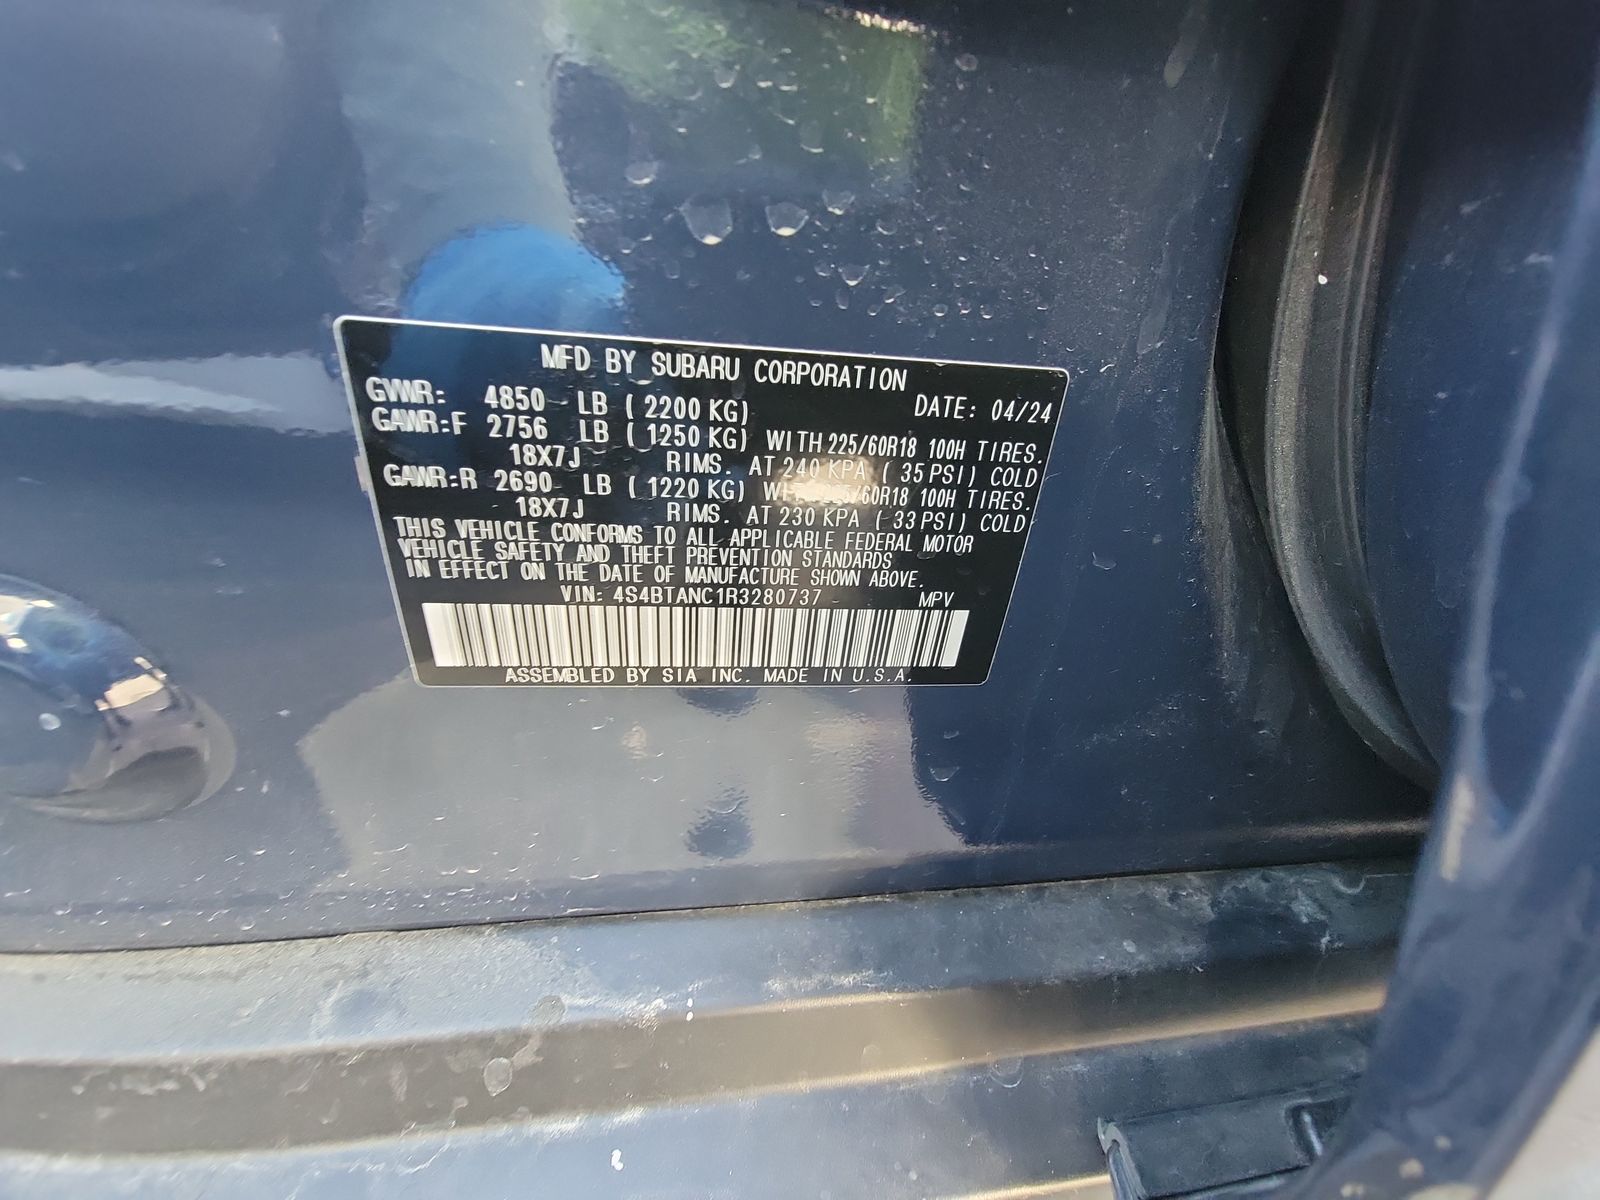 MFD BY SUBARU CORPORATION
GVWR: 4850 LB ( 2200 KG) DATE: 04/24
GAWR:F 2756 LB ( 1250 KG) WITH 225/60R18 100H TIRES.
18X7J RIMS. AT 240 KPA ( 35 PSI) COLD
GAWR:R 2690 LB ( 1220 KG) WITH 225/60R18 100H TIRES.
18X7J RIMS. AT 230 KPA ( 33 PSI) COLD
THIS VEHICLE CONFORMS TO ALL APPLICABLE FEDERAL MOTOR
VEHICLE SAFETY AND THEFT PREVENTION STANDARDS
IN EFFECT ON THE DATE OF MANUFACTURE SHOWN ABOVE.
VIN: 4S4BTANC1R3280737 MPV
ASSEMBLED BY SIA INC. MADE IN U.S.A.